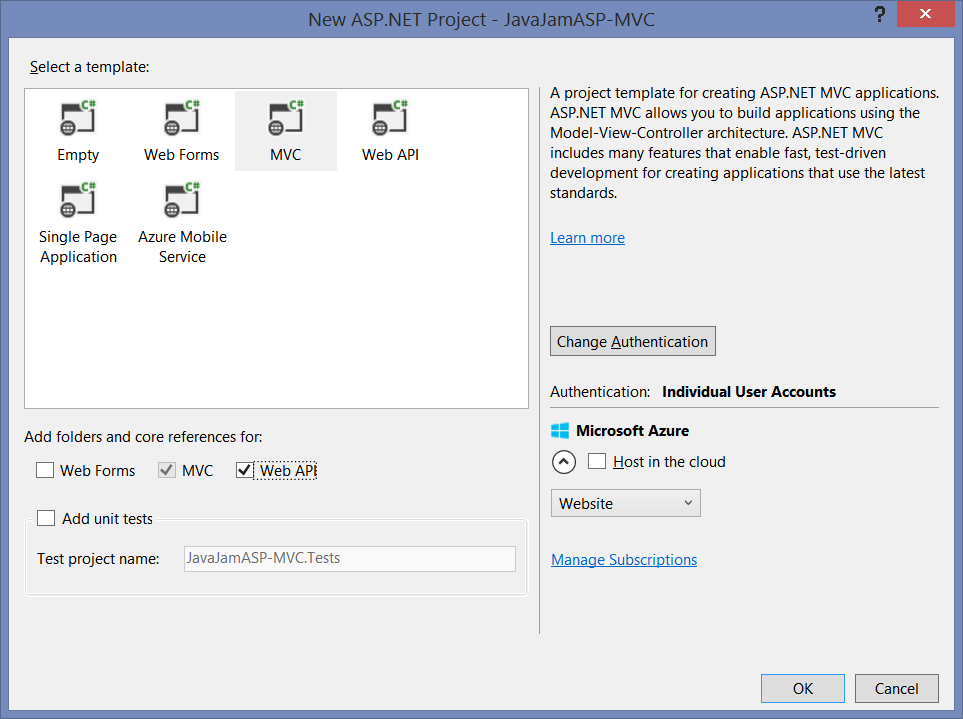 New ASP.NET Project - JavaJamASP-MVC
?
Select a template:
C#
C#
C#
C#
Empty
Web Forms
MVC
Web API
C#
C#
Single Page
Application
Azure Mobile
Service
A project template for creating ASP.NET MVC applications.
ASP.NET MVC allows you to build applications using the
Model-View-Controller architecture. ASP.NET MVC
includes many features that enable fast, test-driven
development for creating applications that use the latest
standards.
Learn more
Change Authentication
Authentication: Individual User Accounts
Microsoft Azure
Host in the cloud
Website
Manage Subscriptions
Add folders and core references for:
Web Forms
MVC
Web API
Add unit tests
Test project name:
JavaJamASP-MVC.Tests
OK
Cancel